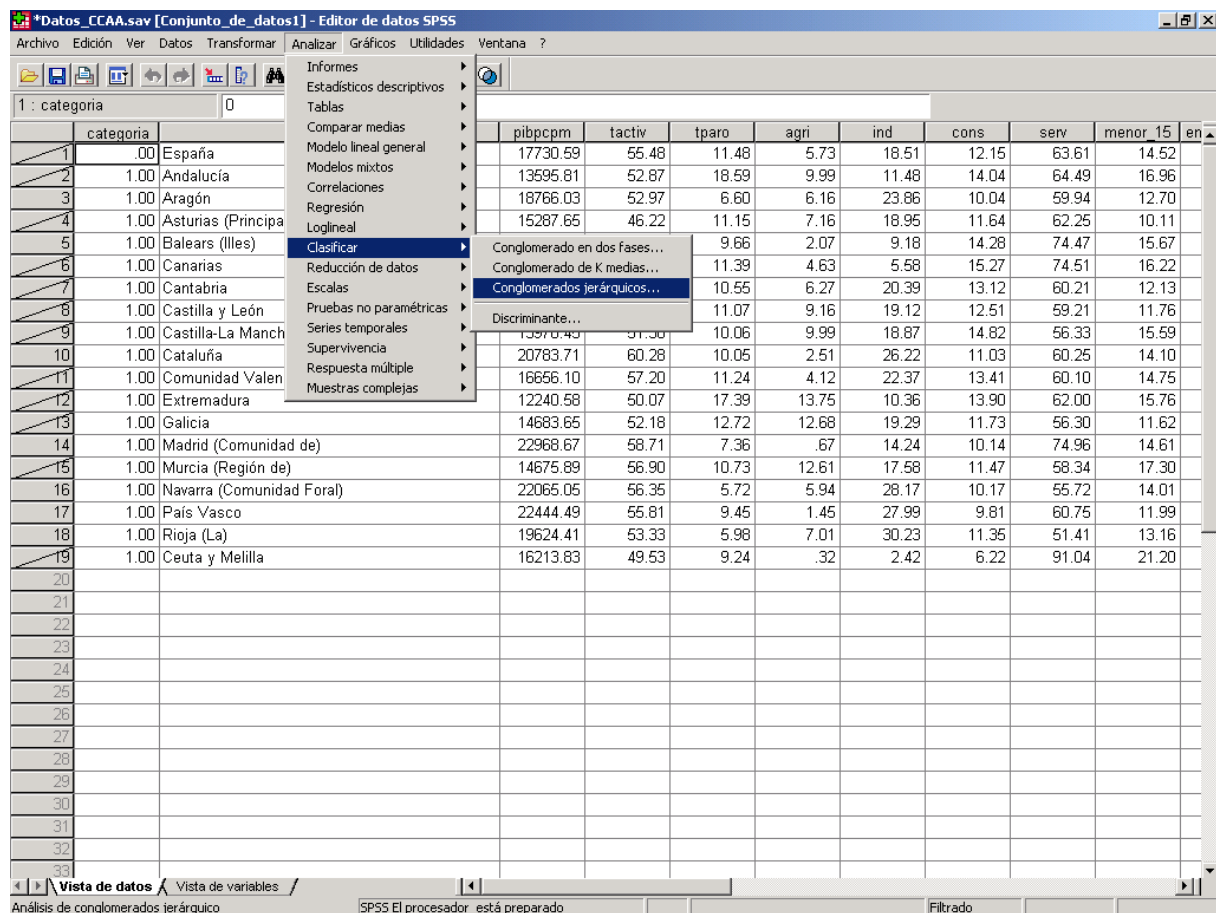 *Datos_CCAA.sav [Conjunto_de_datos1] - Editor de datos SPSS
Archivo Edición Ver Datos Transformar Analizar Gráficos Utilidades Ventana ?
1 : categoria 0
categoria pibpcpm tactiv tparo agri ind cons serv menor_15 en
1 .00 España 17730.59 55.48 11.48 5.73 18.51 12.15 63.61 14.52
2 1.00 Andalucía 13595.81 52.87 18.59 9.99 11.48 14.04 64.49 16.96
3 1.00 Aragón 18766.03 52.97 6.60 6.16 23.86 10.04 59.94 12.70
4 1.00 Asturias (Principa 15287.65 46.22 11.15 7.16 18.95 11.64 62.25 10.11
5 1.00 Balears (Illes) 9.66 2.07 9.18 14.28 74.47 15.67
6 1.00 Canarias 11.39 4.63 5.58 15.27 74.51 16.22
7 1.00 Cantabria 10.55 6.27 20.39 13.12 60.21 12.13
8 1.00 Castilla y León 11.07 9.16 19.12 12.51 59.21 11.76
9 1.00 Castilla-La Manch 10.06 9.99 18.87 14.82 56.33 15.59
10 1.00 Cataluña 20783.71 60.28 10.05 2.51 26.22 11.03 60.25 14.10
11 1.00 Comunidad Valen 16656.10 57.20 11.24 4.12 22.37 13.41 60.10 14.75
12 1.00 Extremadura 12240.58 50.07 17.39 13.75 10.36 13.90 62.00 15.76
13 1.00 Galicia 14683.65 52.18 12.72 12.68 19.29 11.73 56.30 11.62
14 1.00 Madrid (Comunidad de) 22968.67 58.71 7.36 .67 14.24 10.14 74.96 14.61
15 1.00 Murcia (Región de) 14675.89 56.90 10.73 12.61 17.58 11.47 58.34 17.30
16 1.00 Navarra (Comunidad Foral) 22065.05 56.35 5.72 5.94 28.17 10.17 55.72 14.01
17 1.00 País Vasco 22444.49 55.81 9.45 1.45 27.99 9.81 60.75 11.99
18 1.00 Rioja (La) 19624.41 53.33 5.98 7.01 30.23 11.35 51.41 13.16
19 1.00 Ceuta y Melilla 16213.83 49.53 9.24 .32 2.42 6.22 91.04 21.20
20
21
22
23
24
25
26
27
28
29
30
31
32
33
Informes
Estadísticos descriptivos
Tablas
Comparar medias
Modelo lineal general
Modelos mixtos
Correlaciones
Regresión
Loglineal
Clasificar
Reducción de datos
Escalas
Pruebas no paramétricas
Series temporales
Supervivencia
Respuesta múltiple
Muestras complejas
Conglomerado en dos fases...
Conglomerado de K medias...
Conglomerados jerárquicos...
Discriminante...
Vista de datos Vista de variables
Análisis de conglomerados jerárquico SPSS El procesador está preparado Filtrado